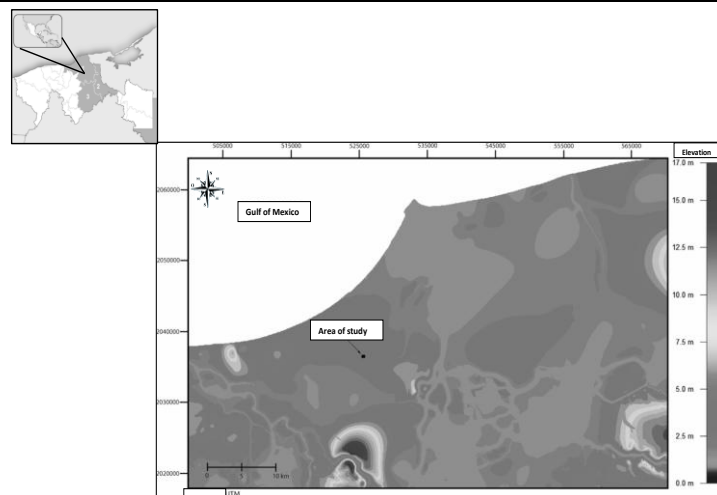 505000 515000 525000 535000 545000 555000 565000
Elevation
17.0 m
2060000
Gulf of Mexico
15.0 m
12.5 m
2050000
10.0 m
2040000
Area of study
7.5 m
5.0 m
2030000
2.5 m
2020000
0 5 10 km
0.0 m
UTM